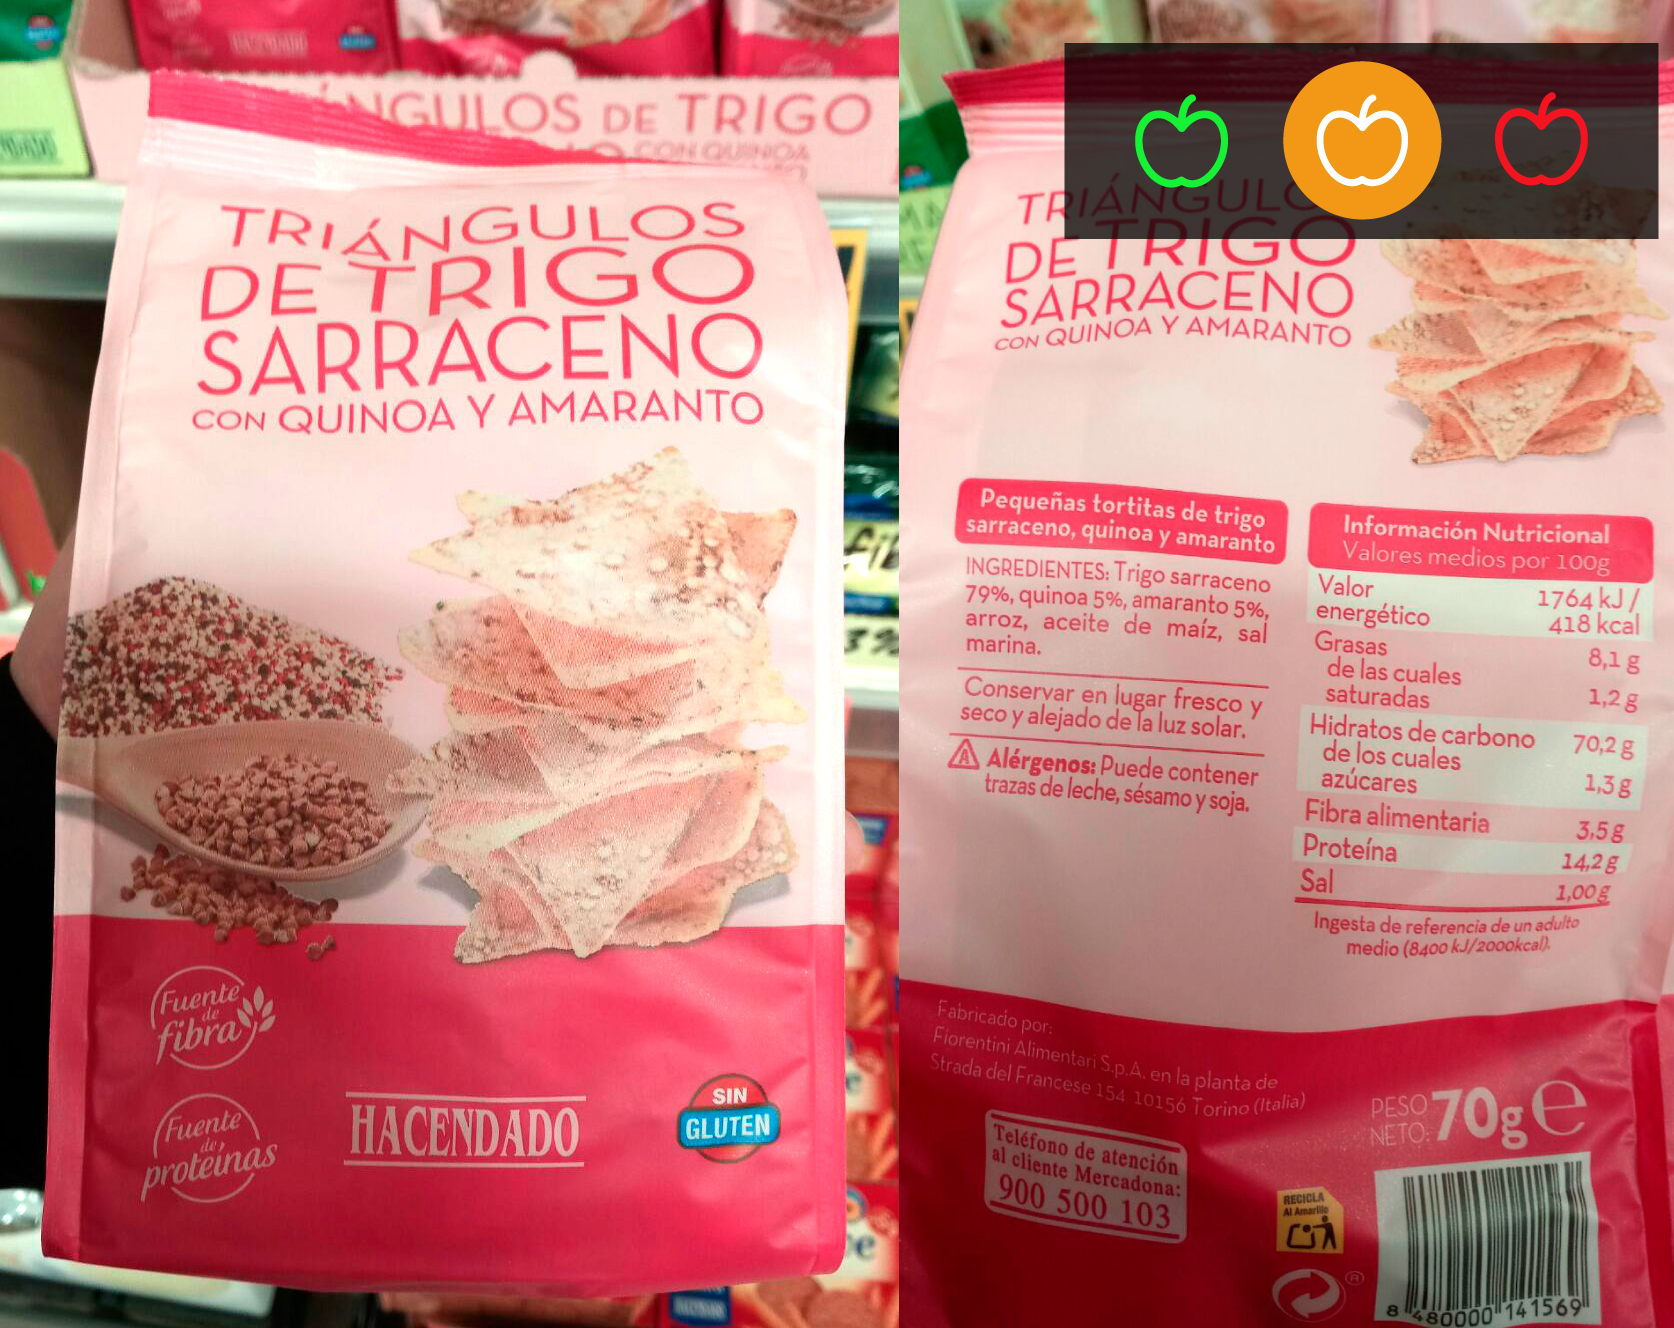 HACENDADO
TRIÁNGULOS DE TRIGO
CON QUINOA
TRIÁNGULOS
DE TRIGO
SARRACENO
CON QUINOA Y AMARANTO
Fuente
de
fibra
Fuente
de
proteínas
HACENDADO
SIN
GLUTEN
TRIÁNGULOS
DE TRIGO
SARRACENO
CON QUINOA Y AMARANTO
Pequeñas tortitas de trigo
sarraceno, quinoa y amaranto
INGREDIENTES: Trigo sarraceno
79%, quinoa 5%, amaranto 5%,
arroz, aceite de maíz, sal
marina.
Conservar en lugar fresco y
seco y alejado de la luz solar.
Alérgenos: Puede contener
trazas de leche, sésamo y soja.
Información Nutricional
Valores medios por 100g
Valor
energético 1764 kJ /
418 kcal
Grasas 8,1 g
de las cuales
saturadas 1,2 g
Hidratos de carbono 70,2 g
de los cuales
azúcares 1,3 g
Fibra alimentaria 3,5 g
Proteína 14,2 g
Sal 1,00 g
Ingesta de referencia de un adulto
medio (8400 kJ/2000kcal).
Fabricado por:
Fiorentini Alimentari S.p.A. en la planta de
Strada del Francese 154 10156 Torino (Italia)
Teléfono de atención
al cliente Mercadona:
900 500 103
PESO
NETO: 70g e
RECICLA
Al Amarillo
8 480000 141569